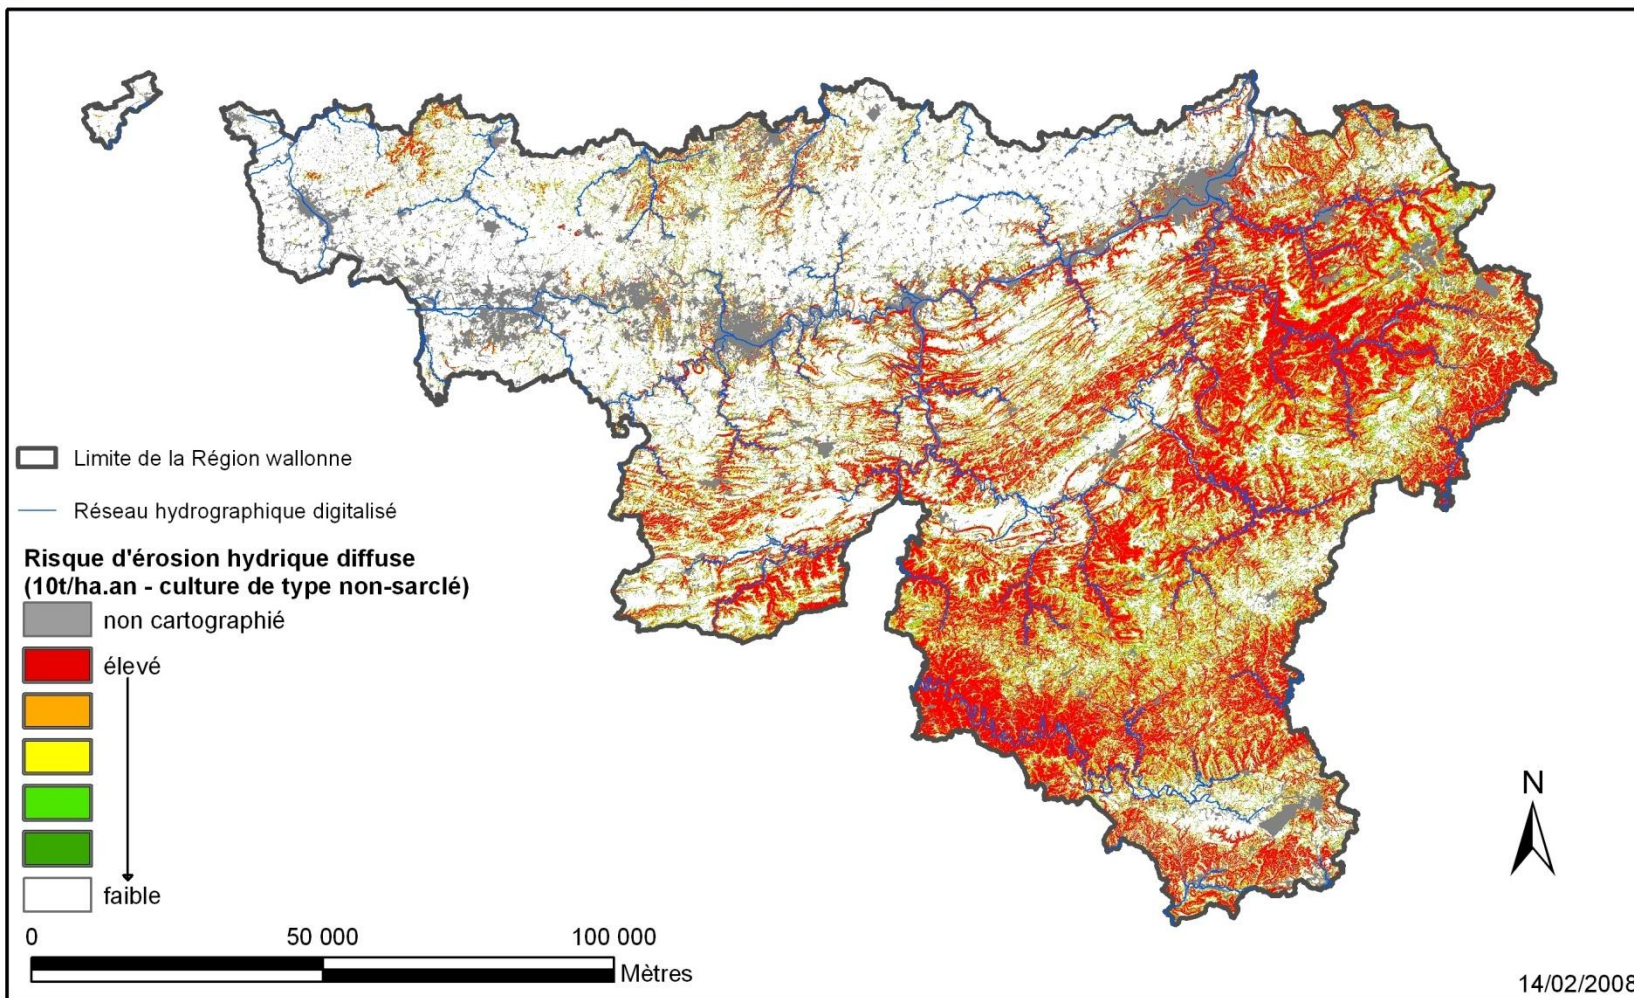 Limite de la Région wallonne
Réseau hydrographique digitalisé
Risque d'érosion hydrique diffuse
(10t/ha.an - culture de type non-sarclé)
non cartographié
élevé
faible
0 50 000 100 000
Mètres
N
14/02/2008